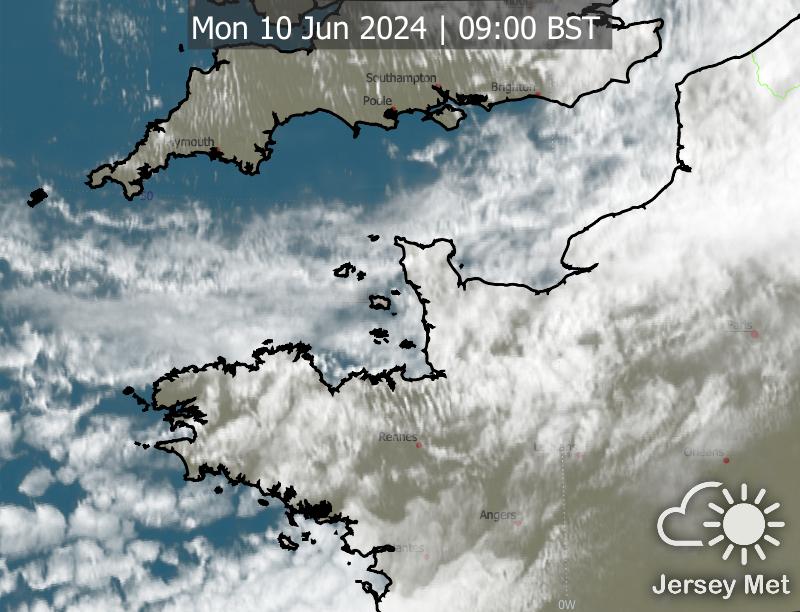 Mon 10 Jun 2024 | 09:00 BST
Southampton
Brighton
Poole
ymouth
50
Paris
Rennes
Orleans
Angers
antes
0W
Jersey Met